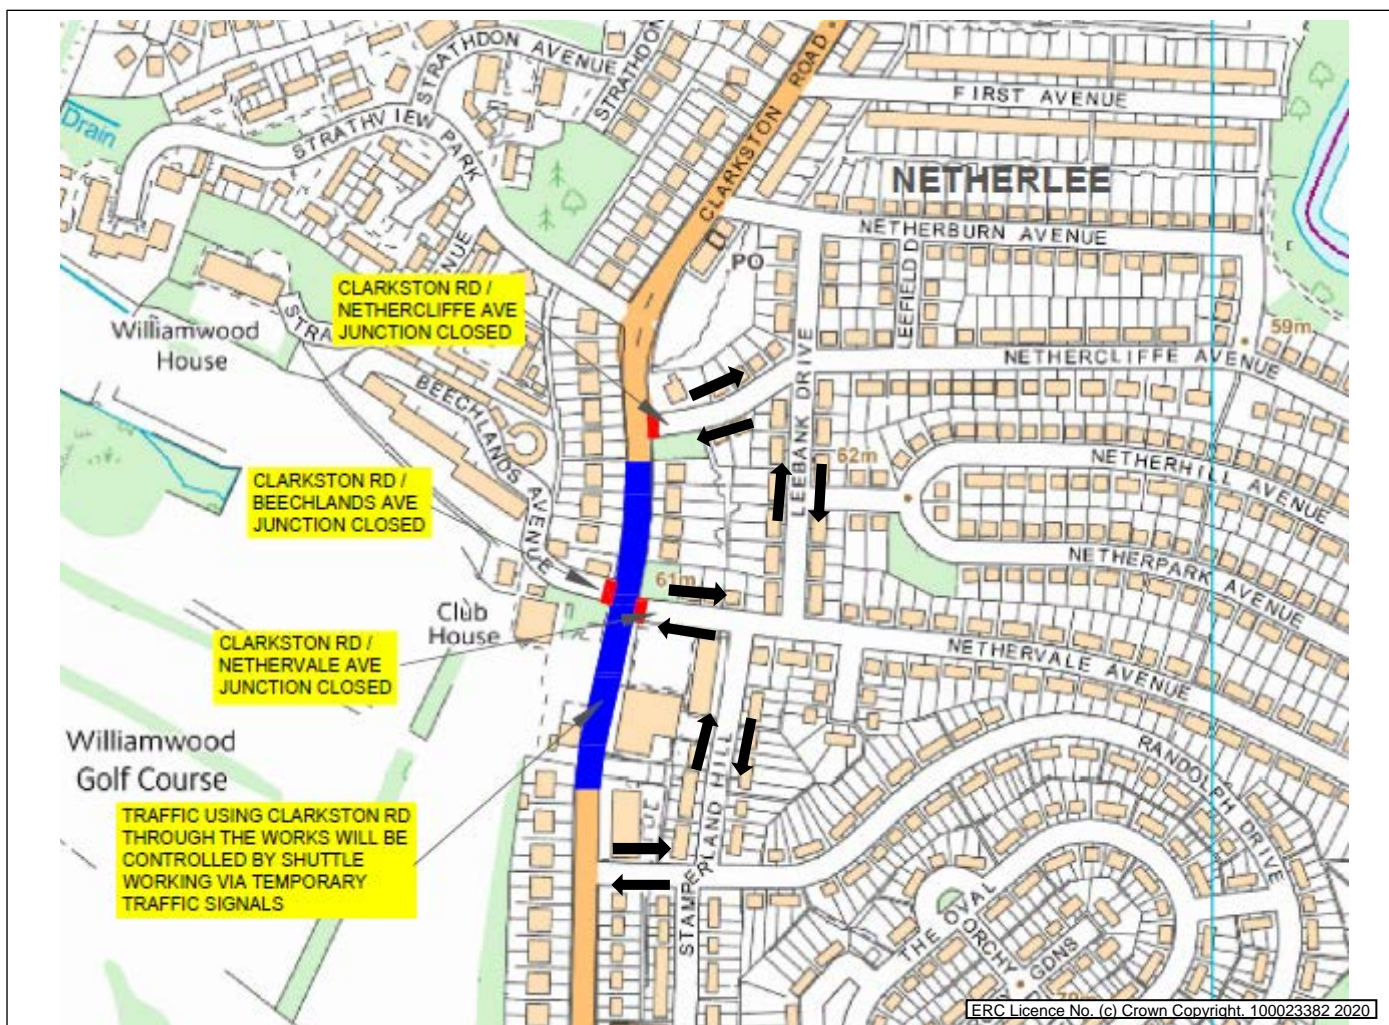 STRATHDON AVENUE
STRATHDON
CLARKSTON ROAD
FIRST AVENUE
Drain
STRATHVIEW PARK
NETHERLEE
NETHERBURN AVENUE
LEEFIELD D
PO
CLARKSTON RD /
NETHERCLIFFE AVE
JUNCTION CLOSED
Williamwood
House
59m
NETHERCLIFFE AVENUE
LEEBANK DRIVE
BEECHLANDS AVENUE
62m
NETHERHILL AVENUE
CLARKSTON RD /
BEECHLANDS AVE
JUNCTION CLOSED
NETHERPARK AVENUE
61m
Club
House
CLARKSTON RD /
NETHERVALE AVE
JUNCTION CLOSED
NETHERVALE AVENUE
Williamwood
Golf Course
RANDOLPH DRIVE
TRAFFIC USING CLARKSTON RD
THROUGH THE WORKS WILL BE
CONTROLLED BY SHUTTLE
WORKING VIA TEMPORARY
TRAFFIC SIGNALS
STAMPERLAND HILL
THE OVAL
ORCHY GDNS
ERC Licence No. (c) Crown Copyright. 100023382 2020